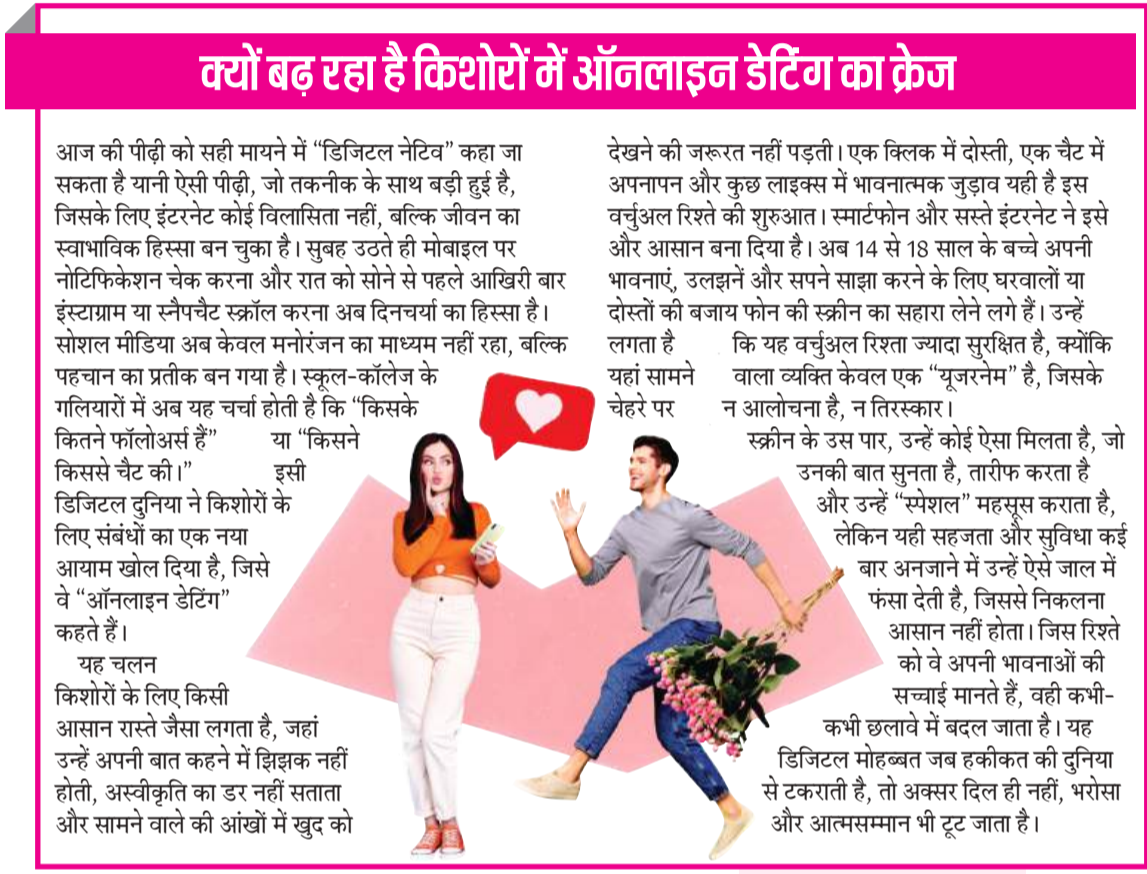 क्यों बढ़ रहा है किशोरों में ऑनलाइन डेटिंग का क्रेज
आज की पीढ़ी को सही मायने में “डिजिटल नेटिव” कहा जा
सकता है यानी ऐसी पीढ़ी, जो तकनीक के साथ बड़ी हुई है,
जिसके लिए इंटरनेट कोई विलासिता नहीं, बल्कि जीवन का
स्वाभाविक हिस्सा बन चुका है। सुबह उठते ही मोबाइल पर
नोटिफिकेशन चेक करना और रात को सोने से पहले आखिरी बार
इंस्टाग्राम या स्नैपचैट स्क्रॉल करना अब दिनचर्या का हिस्सा है।
सोशल मीडिया अब केवल मनोरंजन का माध्यम नहीं रहा, बल्कि
पहचान का प्रतीक बन गया है। स्कूल-कॉलेज के
गलियारों में अब यह चर्चा होती है कि “किसके
कितने फॉलोअर्स हैं” या “किसने
किससे चैट की।” इसी
डिजिटल दुनिया ने किशोरों के
लिए संबंधों का एक नया
आयाम खोल दिया है, जिसे
वे “ऑनलाइन डेटिंग”
कहते हैं।
यह चलन
किशोरों के लिए किसी
आसान रास्ते जैसा लगता है, जहां
उन्हें अपनी बात कहने में झिझक नहीं
होती, अस्वीकृति का डर नहीं सताता
और सामने वाले की आंखों में खुद को
देखने की जरूरत नहीं पड़ती। एक क्लिक में दोस्ती, एक चैट में
अपनापन और कुछ लाइक्स में भावनात्मक जुड़ाव यही है इस
वर्चुअल रिश्ते की शुरुआत। स्मार्टफोन और सस्ते इंटरनेट ने इसे
और आसान बना दिया है। अब 14 से 18 साल के बच्चे अपनी
भावनाएं, उलझनें और सपने साझा करने के लिए घरवालों या
दोस्तों की बजाय फोन की स्क्रीन का सहारा लेने लगे हैं। उन्हें
लगता है कि यह वर्चुअल रिश्ता ज्यादा सुरक्षित है, क्योंकि
यहां सामने वाला व्यक्ति केवल एक “यूजरनेम” है, जिसके
चेहरे पर न आलोचना है, न तिरस्कार।
स्क्रीन के उस पार, उन्हें कोई ऐसा मिलता है, जो
उनकी बात सुनता है, तारीफ करता है
और उन्हें “स्पेशल” महसूस कराता है,
लेकिन यही सहजता और सुविधा कई
बार अनजाने में उन्हें ऐसे जाल में
फंसा देती है, जिससे निकलना
आसान नहीं होता। जिस रिश्ते
को वे अपनी भावनाओं की
सच्चाई मानते हैं, वही कभी-
कभी छलावे में बदल जाता है। यह
डिजिटल मोहब्बत जब हकीकत की दुनिया
से टकराती है, तो अक्सर दिल ही नहीं, भरोसा
और आत्मसम्मान भी टूट जाता है।